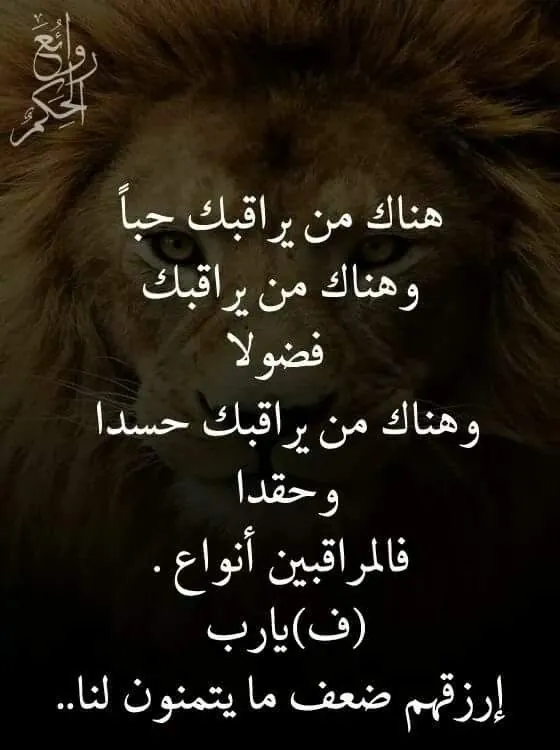 روائع
الحكم
هناك من يراقبك حباً
وهناك من يراقبك
فضولا
وهناك من يراقبك حسدا
وحقدا
فالمراقبين أنواع .
(ف)يارب
إرزقهم ضعف ما يتمنون لنا..